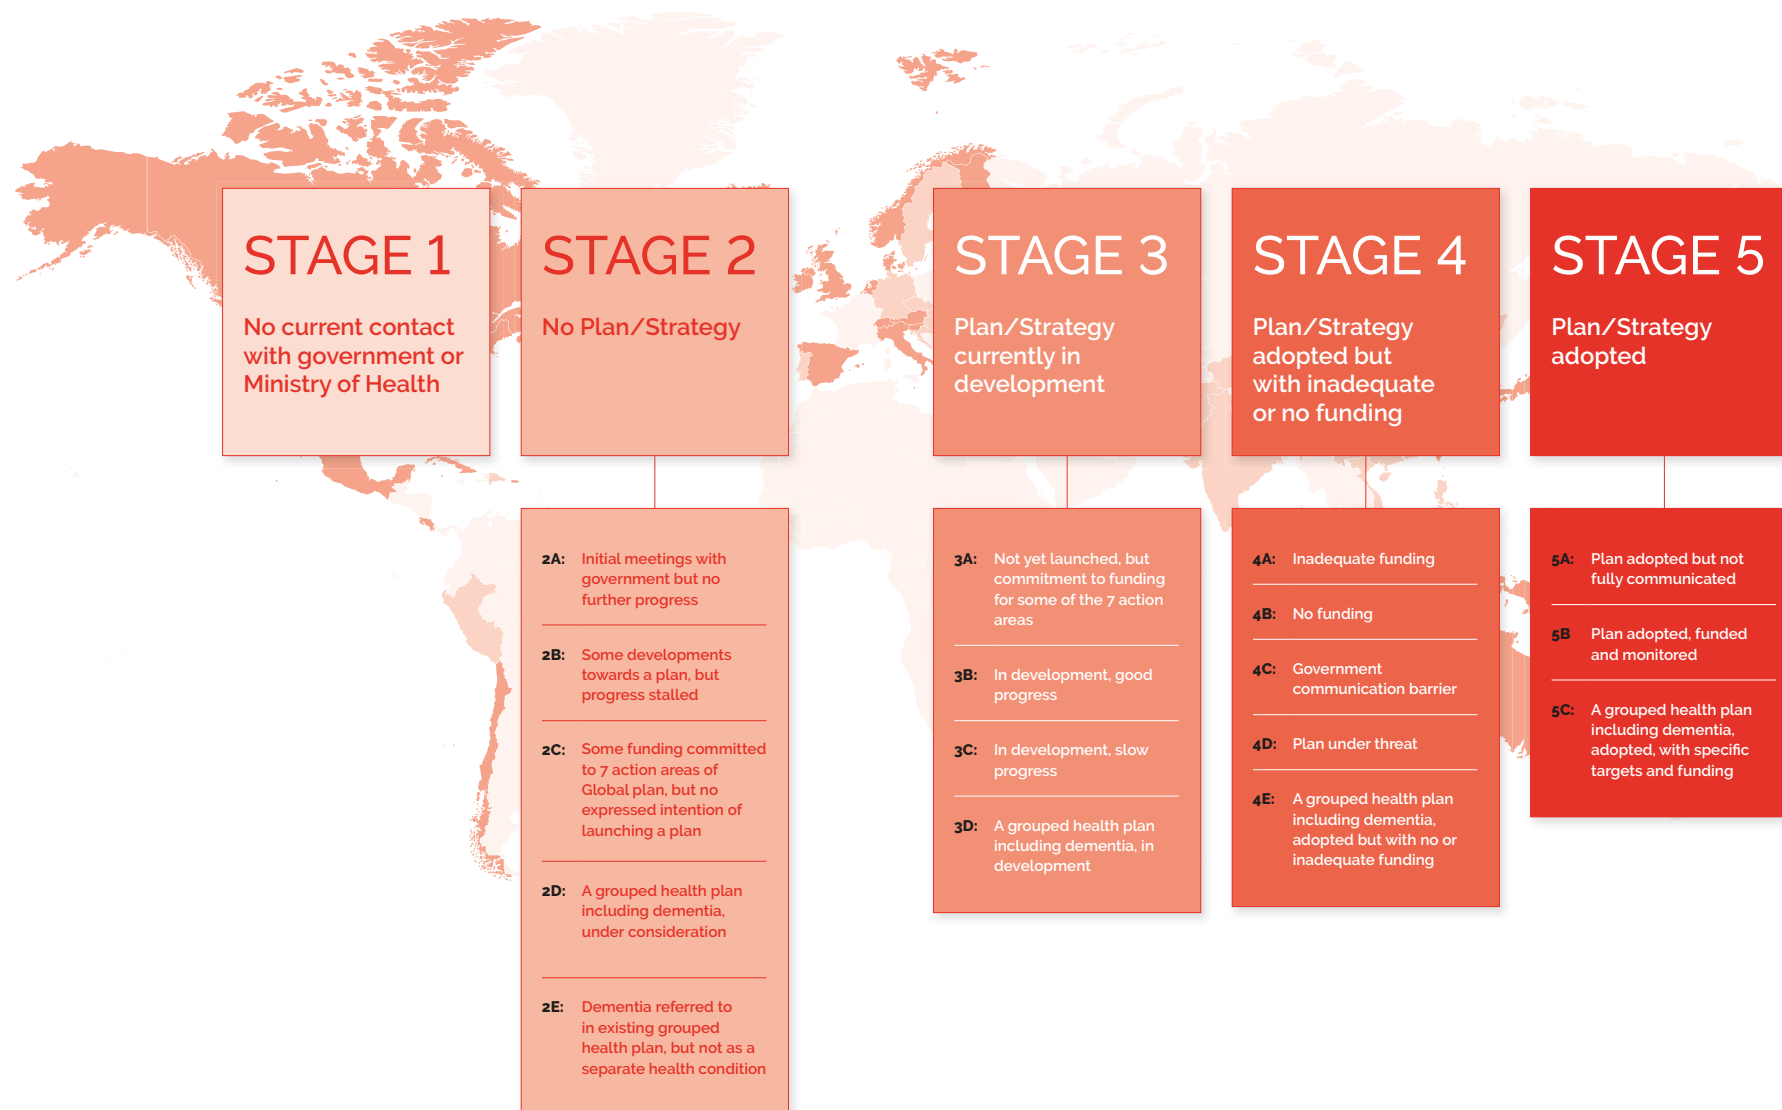 STAGE 1
No current contact
with government or
Ministry of Health
STAGE 2
No Plan/Strategy
2A: Initial meetings with
government but no
further progress
2B: Some developments
towards a plan, but
progress stalled
2C: Some funding committed
to 7 action areas of
Global plan, but no
expressed intention of
launching a plan
2D: A grouped health plan
including dementia,
under consideration
2E: Dementia referred to
in existing grouped
health plan, but not as a
separate health condition
STAGE 3
Plan/Strategy
currently in
development
3A: Not yet launched, but
commitment to funding
for some of the 7 action
areas
3B: In development, good
progress
3C: In development, slow
progress
3D: A grouped health plan
including dementia, in
development
STAGE 4
Plan/Strategy
adopted but
with inadequate
or no funding
4A: Inadequate funding
4B: No funding
4C: Government
communication barrier
4D: Plan under threat
4E: A grouped health plan
including dementia,
adopted but with no or
inadequate funding
STAGE 5
Plan/Strategy
adopted
5A: Plan adopted but not
fully communicated
5B Plan adopted, funded
and monitored
5C: A grouped health plan
including dementia,
adopted, with specific
targets and funding